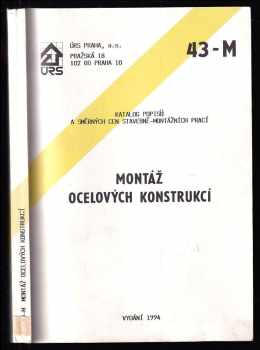 ÚRS
ÚRS PRAHA, a.s.
PRAŽSKÁ 18
102 00 PRAHA 10
43-M
KATALOG POPISŮ
A SMĚRNÝCH CEN STAVEBNĚ-MONTÁŽNÍCH PRACÍ
MONTÁŽ
OCELOVÝCH KONSTRUKCÍ
VYDÁNÍ 1994
-M MONTÁŽ OCELOVÝCH KONSTRUKCÍ